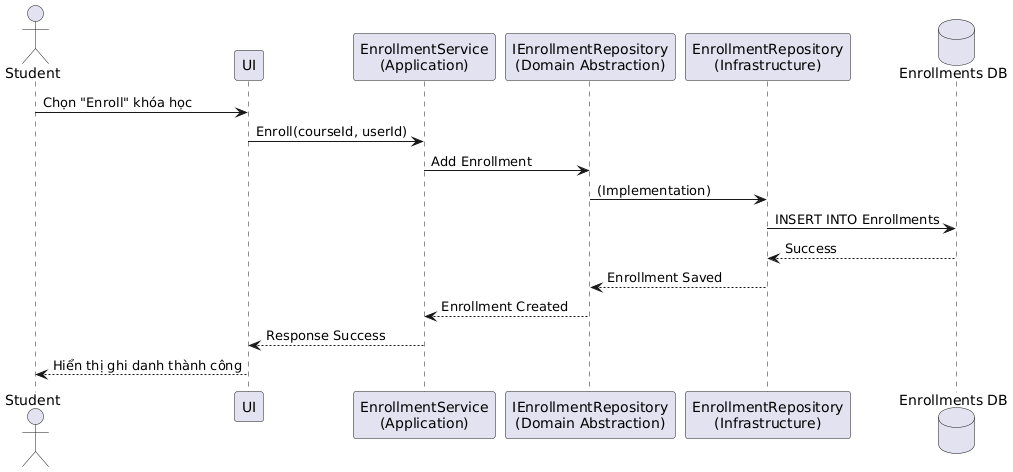 Student
UI
EnrollmentService
(Application)
IEnrollmentRepository
(Domain Abstraction)
EnrollmentRepository
(Infrastructure)
Enrollments DB
Chọn "Enroll" khóa học
Enroll(courseId, userId)
Add Enrollment
(Implementation)
INSERT INTO Enrollments
Success
Enrollment Saved
Enrollment Created
Response Success
Hiển thị ghi danh thành công
Student
UI
EnrollmentService
(Application)
IEnrollmentRepository
(Domain Abstraction)
EnrollmentRepository
(Infrastructure)
Enrollments DB